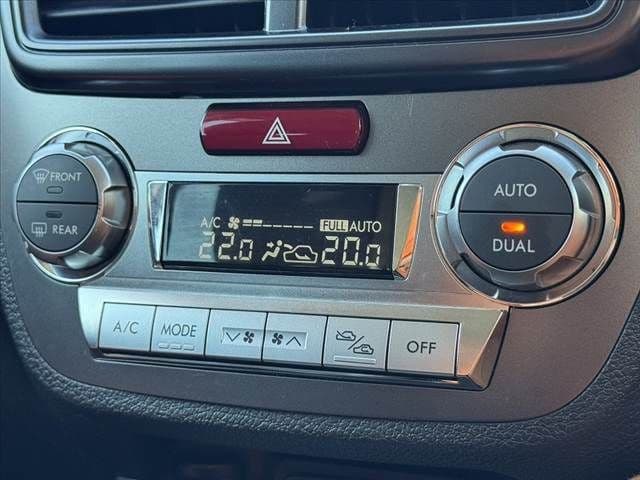 FRONT
REAR
A/C FULL AUTO
22.0 20.0
AUTO
DUAL
A/C MODE OFF